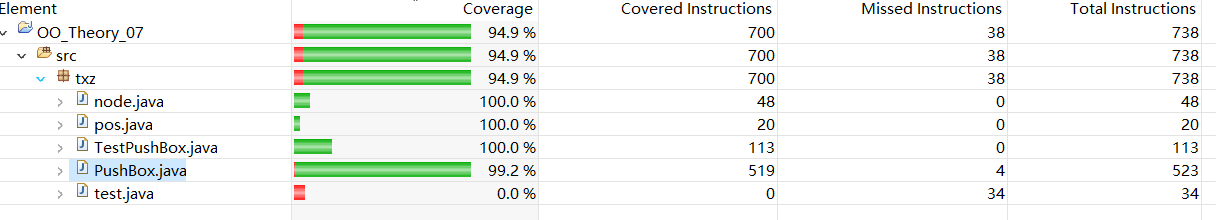 Element Coverage Covered Instructions Missed Instructions Total Instructions
OO_Theory_07 94.9 % 700 38 738
src 94.9 % 700 38 738
txz 94.9 % 700 38 738
node.java 100.0 % 48 0 48
pos.java 100.0 % 20 0 20
TestPushBox.java 100.0 % 113 0 113
PushBox.java 99.2 % 519 4 523
test.java 0.0 % 0 34 34